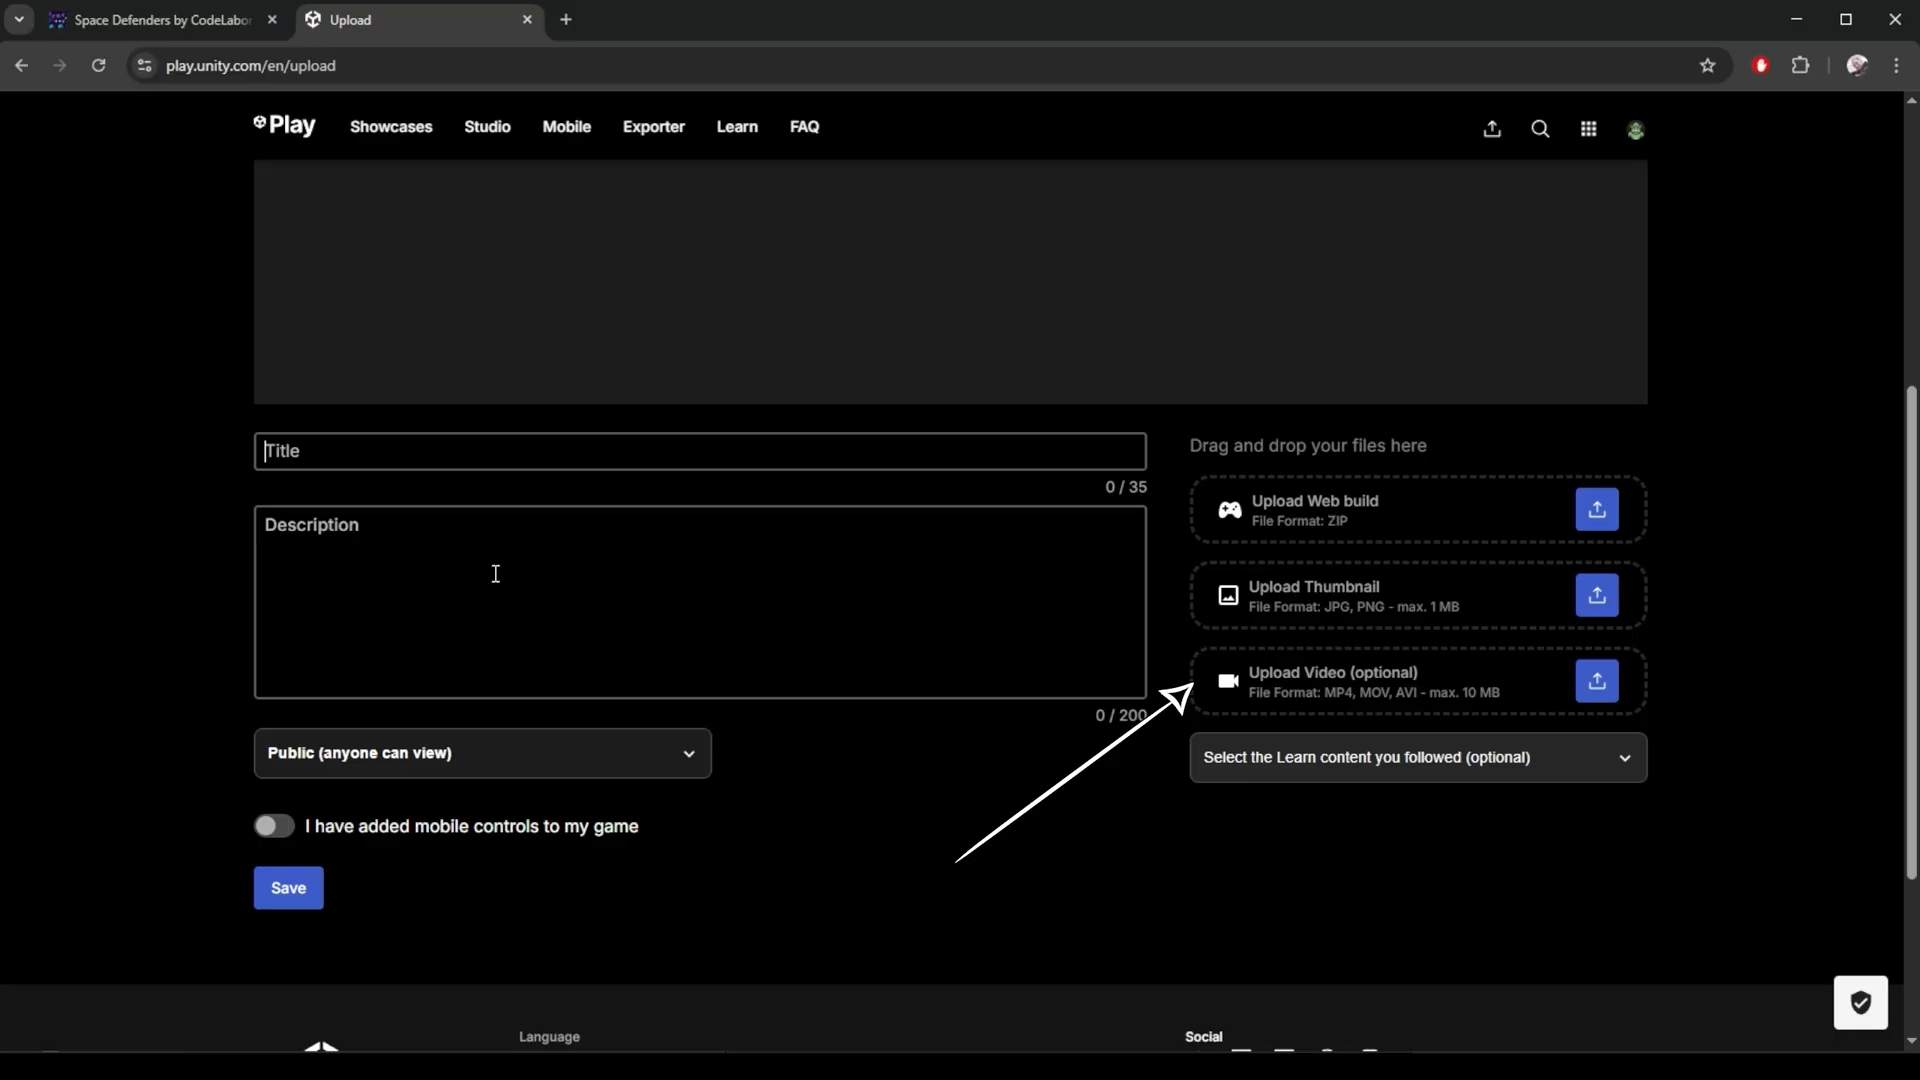 Space Defenders by CodeLabor
Upload
play.unity.com/en/upload
Play
Showcases
Studio
Mobile
Exporter
Learn
FAQ
Title
0 / 35
Description
0 / 200
Public (anyone can view)
I have added mobile controls to my game
Save
Drag and drop your files here
Upload Web build
File Format: ZIP
Upload Thumbnail
File Format: JPG, PNG - max. 1 MB
Upload Video (optional)
File Format: MP4, MOV, AVI - max. 10 MB
Select the Learn content you followed (optional)
Language
Social